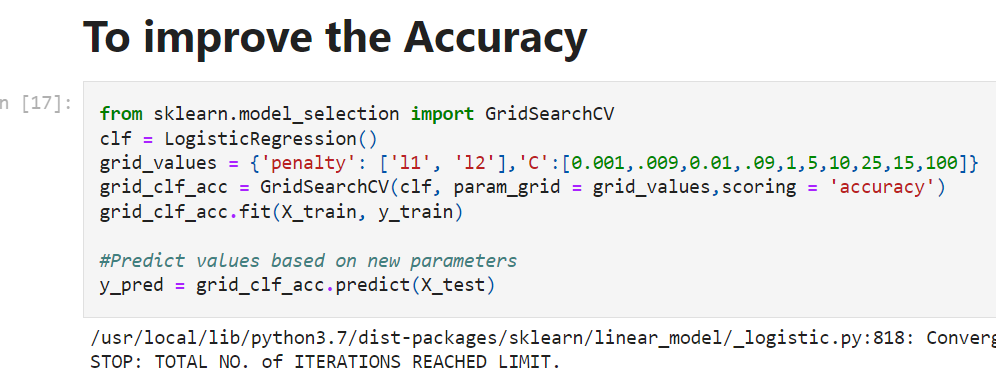 To improve the Accuracy
n [17]:
from sklearn.model_selection import GridSearchCV
clf = LogisticRegression()
grid_values = {'penalty': ['l1', 'l2'],'C':[0.001,.009,0.01,.09,1,5,10,25,15,100]}
grid_clf_acc = GridSearchCV(clf, param_grid = grid_values,scoring = 'accuracy')
grid_clf_acc.fit(X_train, y_train)
#Predict values based on new parameters
y_pred = grid_clf_acc.predict(X_test)
/usr/local/lib/python3.7/dist-packages/sklearn/linear_model/_logistic.py:818: Converg
STOP: TOTAL NO. of ITERATIONS REACHED LIMIT.